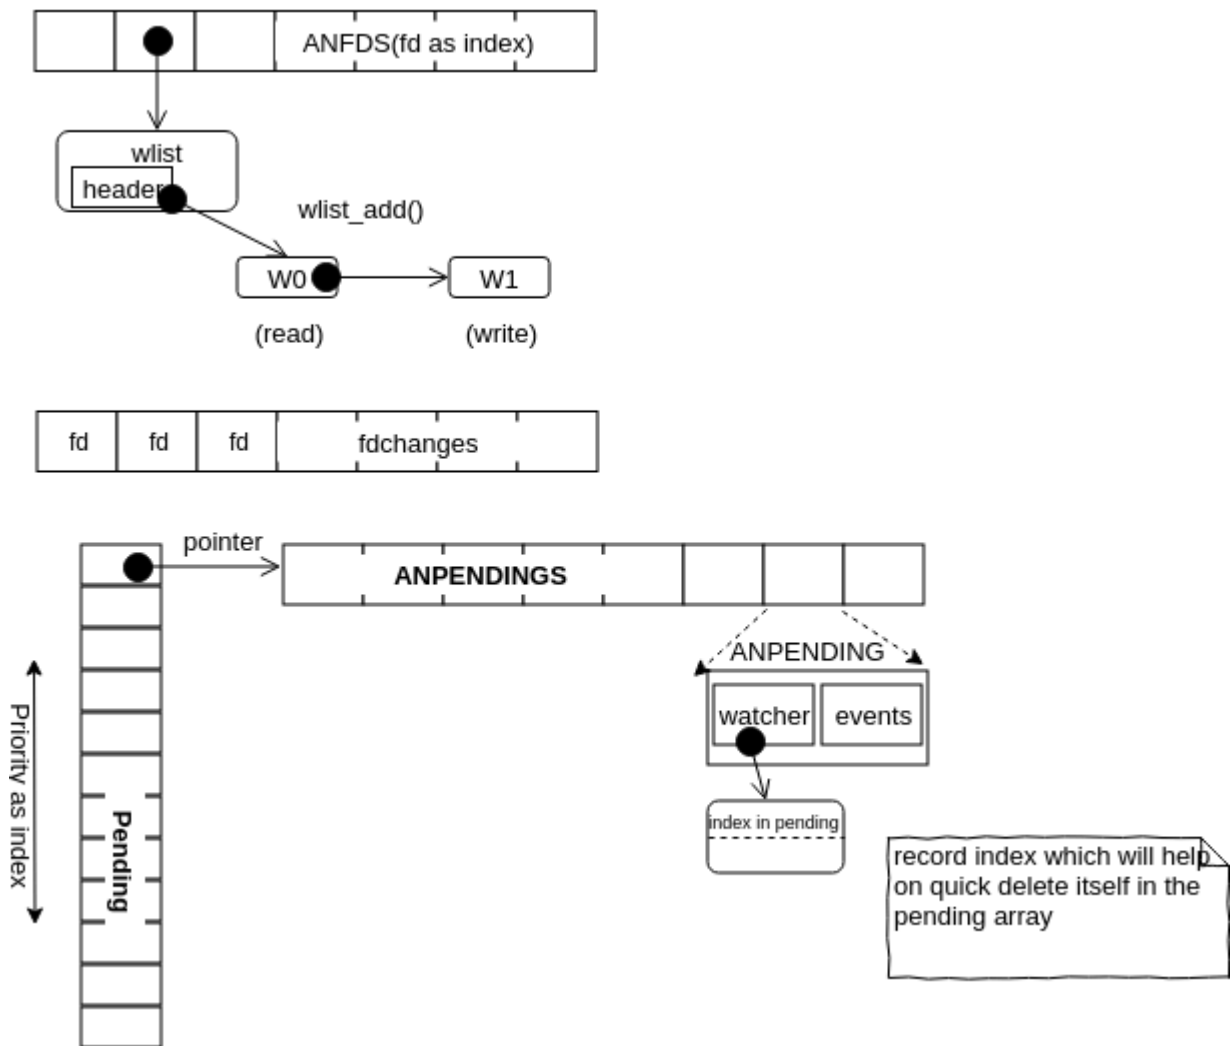 ANFDS(fd as index)
wlist
header
wlist_add()
W0
W1
(read)
(write)
fd
fd
fd
fdchanges
pointer
ANPENDINGS
ANPENDING
watcher
events
Priority as index
Pending
index in pending
record index which will help
on quick delete itself in the
pending array